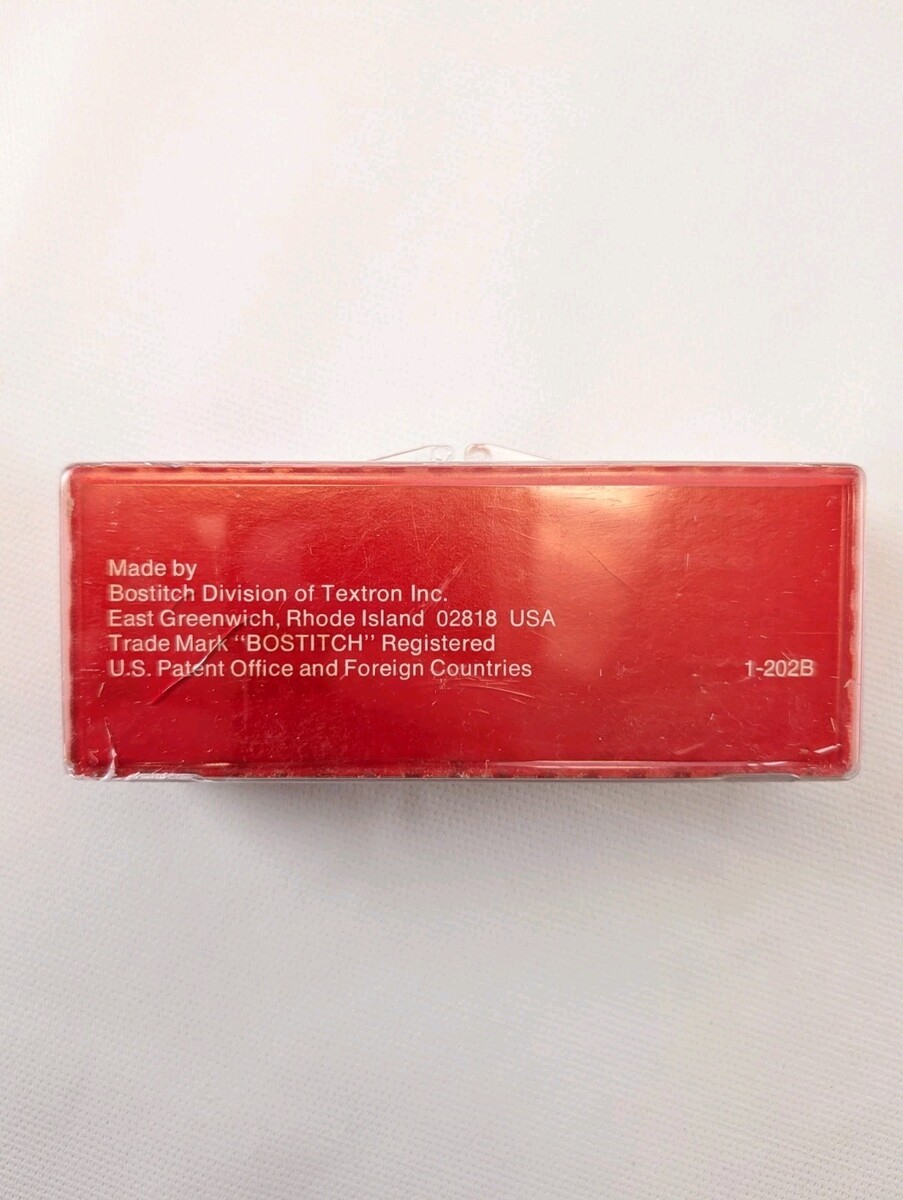 Made by
Bostitch Division of Textron Inc.
East Greenwich, Rhode Island 02818 USA
Trade Mark "BOSTITCH" Registered
U.S. Patent Office and Foreign Countries 1-202B